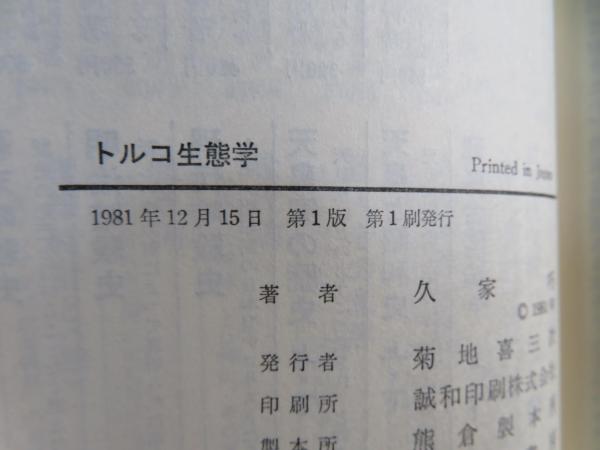 トルコ生態学
Printed in
1981年12月15日 第1版 第1刷発行
著者 久家
© 1981
発行者 菊地喜三
印刷所 誠和印刷株式会社
製本所 熊倉製本